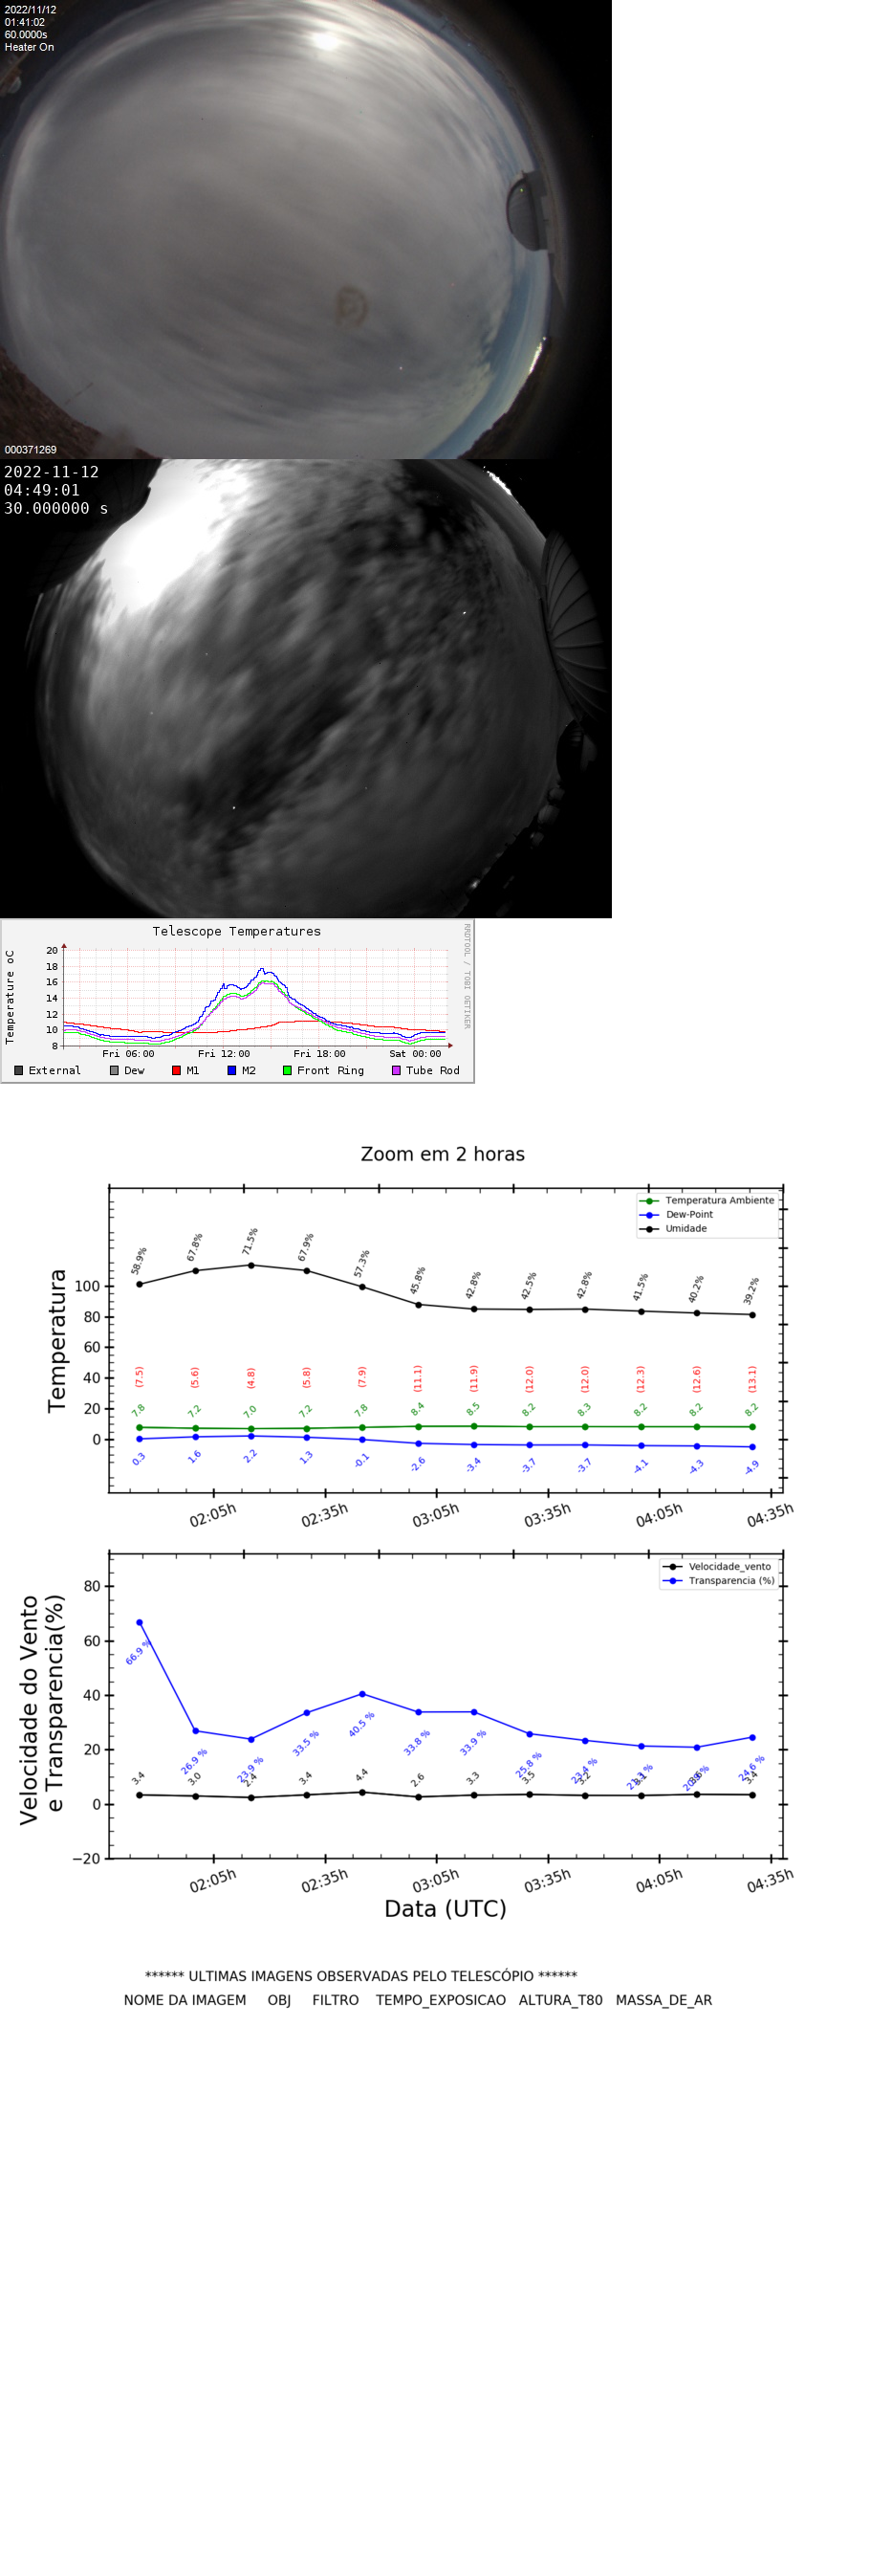 2022/11/12
01:41:02
60.0000s
Heater On
000371269
2022-11-12
04:49:01
30.000000 s
Telescope Temperatures
RRDTOOL / TOBI OETIKER
Temperature oC
20
18
16
14
12
10
8
Fri 06:00 Fri 12:00 Fri 18:00 Sat 00:00
External Dew M1 M2 Front Ring Tube Rod
Zoom em 2 horas
Temperatura Ambiente
Dew-Point
Umidade
Temperatura
100
80
60
40
20
0
58.9% 67.8% 71.5% 67.9% 57.3% 45.8% 42.8% 42.5% 42.8% 41.5% 40.2% 39.2%
(7.5) (5.6) (4.8) (5.8) (7.9) (11.1) (11.9) (12.0) (12.0) (12.3) (12.6) (13.1)
7.8 7.2 7.0 7.2 7.8 8.4 8.5 8.2 8.3 8.2 8.2 8.2
0.3 1.6 2.2 1.3 -0.1 -2.6 -3.4 -3.7 -3.7 -4.1 -4.3 -4.9
02:05h 02:35h 03:05h 03:35h 04:05h 04:35h
Velocidade_vento
Transparencia (%)
Velocidade do Vento
e Transparencia(%)
80
60
40
20
0
−20
66.9 % 26.9 % 23.9 % 33.5 % 40.5 % 33.8 % 33.9 % 25.8 % 23.4 % 24.6 %
3.4 3.0 2.4 3.4 4.4 2.6 3.3 3.5 3.2 3.4
02:05h 02:35h 03:05h 03:35h 04:05h 04:35h
Data (UTC)
****** ULTIMAS IMAGENS OBSERVADAS PELO TELESCÓPIO ******
NOME DA IMAGEM OBJ FILTRO TEMPO_EXPOSICAO ALTURA_T80 MASSA_DE_AR